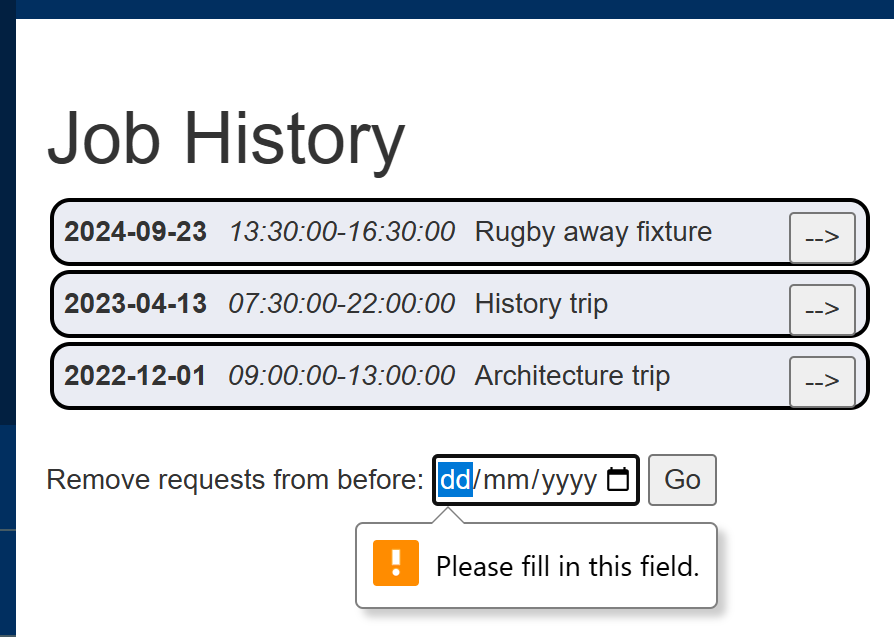 Job History
2024-09-23 13:30:00-16:30:00 Rugby away fixture -->
2023-04-13 07:30:00-22:00:00 History trip -->
2022-12-01 09:00:00-13:00:00 Architecture trip -->
Remove requests from before: dd/mm/yyyy Go
! Please fill in this field.